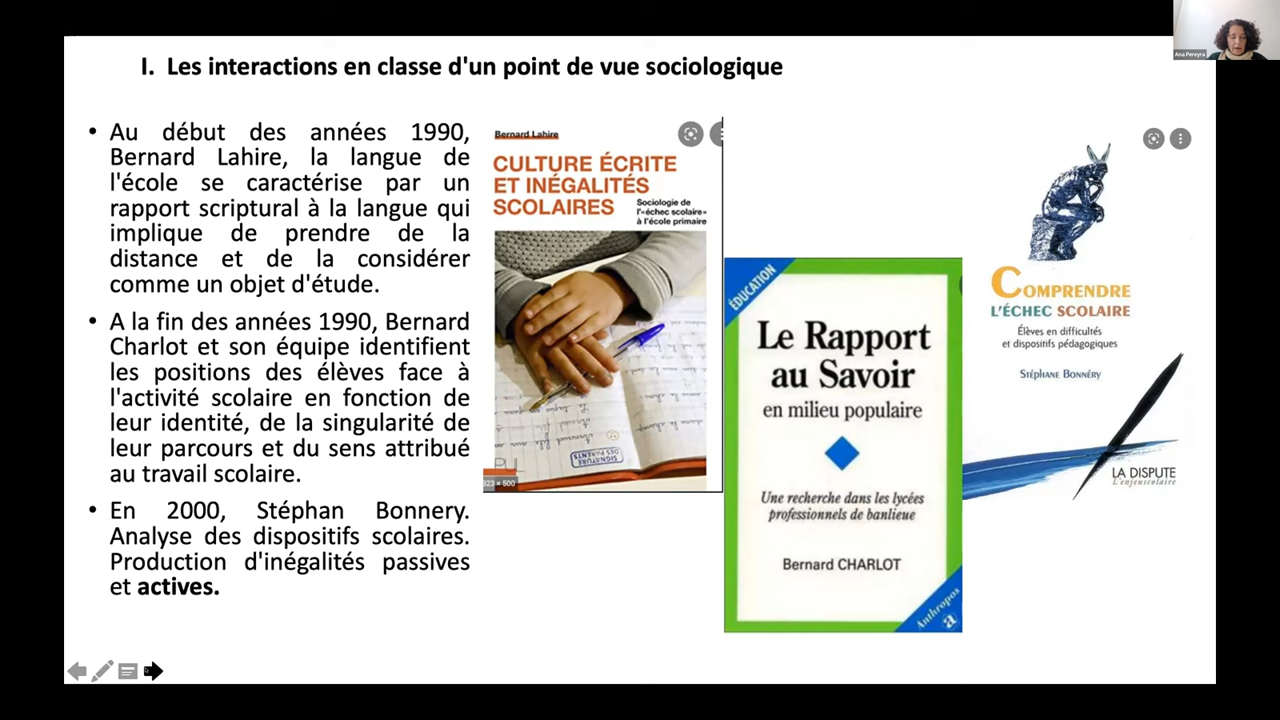 Ana Pereyra
I. Les interactions en classe d'un point de vue sociologique
• Au début des années 1990,
Bernard Lahire, la langue de
l'école se caractérise par un
rapport scriptural à la langue qui
implique de prendre de la
distance et de la considérer
comme un objet d'étude.
• A la fin des années 1990, Bernard
Charlot et son équipe identifient
les positions des élèves face à
l'activité scolaire en fonction de
leur identité, de la singularité de
leur parcours et du sens attribué
au travail scolaire.
• En 2000, Stéphan Bonnery.
Analyse des dispositifs scolaires.
Production d'inégalités passives
et actives.
Bernard Lahire
CULTURE ÉCRITE
ET INÉGALITÉS
SCOLAIRES
Sociologie de
l'«échec scolaire»
à l'école primaire
SIGNATURE
DES PARENTS
323 × 500
ÉDUCATION
Le Rapport
au Savoir
en milieu populaire
Une recherche dans les lycées
professionnels de banlieue
Bernard CHARLOT
Anthropos
a
COMPRENDRE
L'ÉCHEC SCOLAIRE
Élèves en difficultés
et dispositifs pédagogiques
STÉPHANE BONNÉRY
LA DISPUTE
L'enjeu scolaire